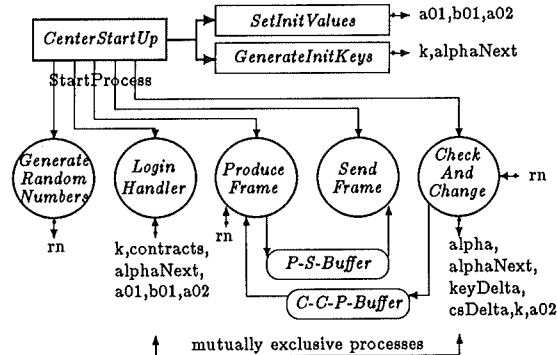 SetInitValues
a01,b01,a02
CenterStartUp
GenerateInitKeys
k,alphaNext
StartProcess
Generate
Random
Numbers
Login
Handler
Produce
Frame
Send
Frame
Check
And
Change
rn
rn
k,contracts,
alphaNext,
a01,b01,a02
rn
P-S-Buffer
C-C-P-Buffer
alpha,
alphaNext,
keyDelta,
csDelta,k,a02
mutually exclusive processes